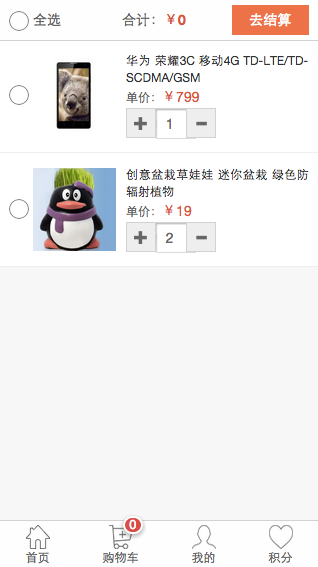 全选 合计：￥0 去结算
华为 荣耀3C 移动4G TD-LTE/TD-
SCDMA/GSM
单价：￥799
1
创意盆栽草娃娃 迷你盆栽 绿色防
辐射植物
单价：￥19
2
0
首页 购物车 我的 积分